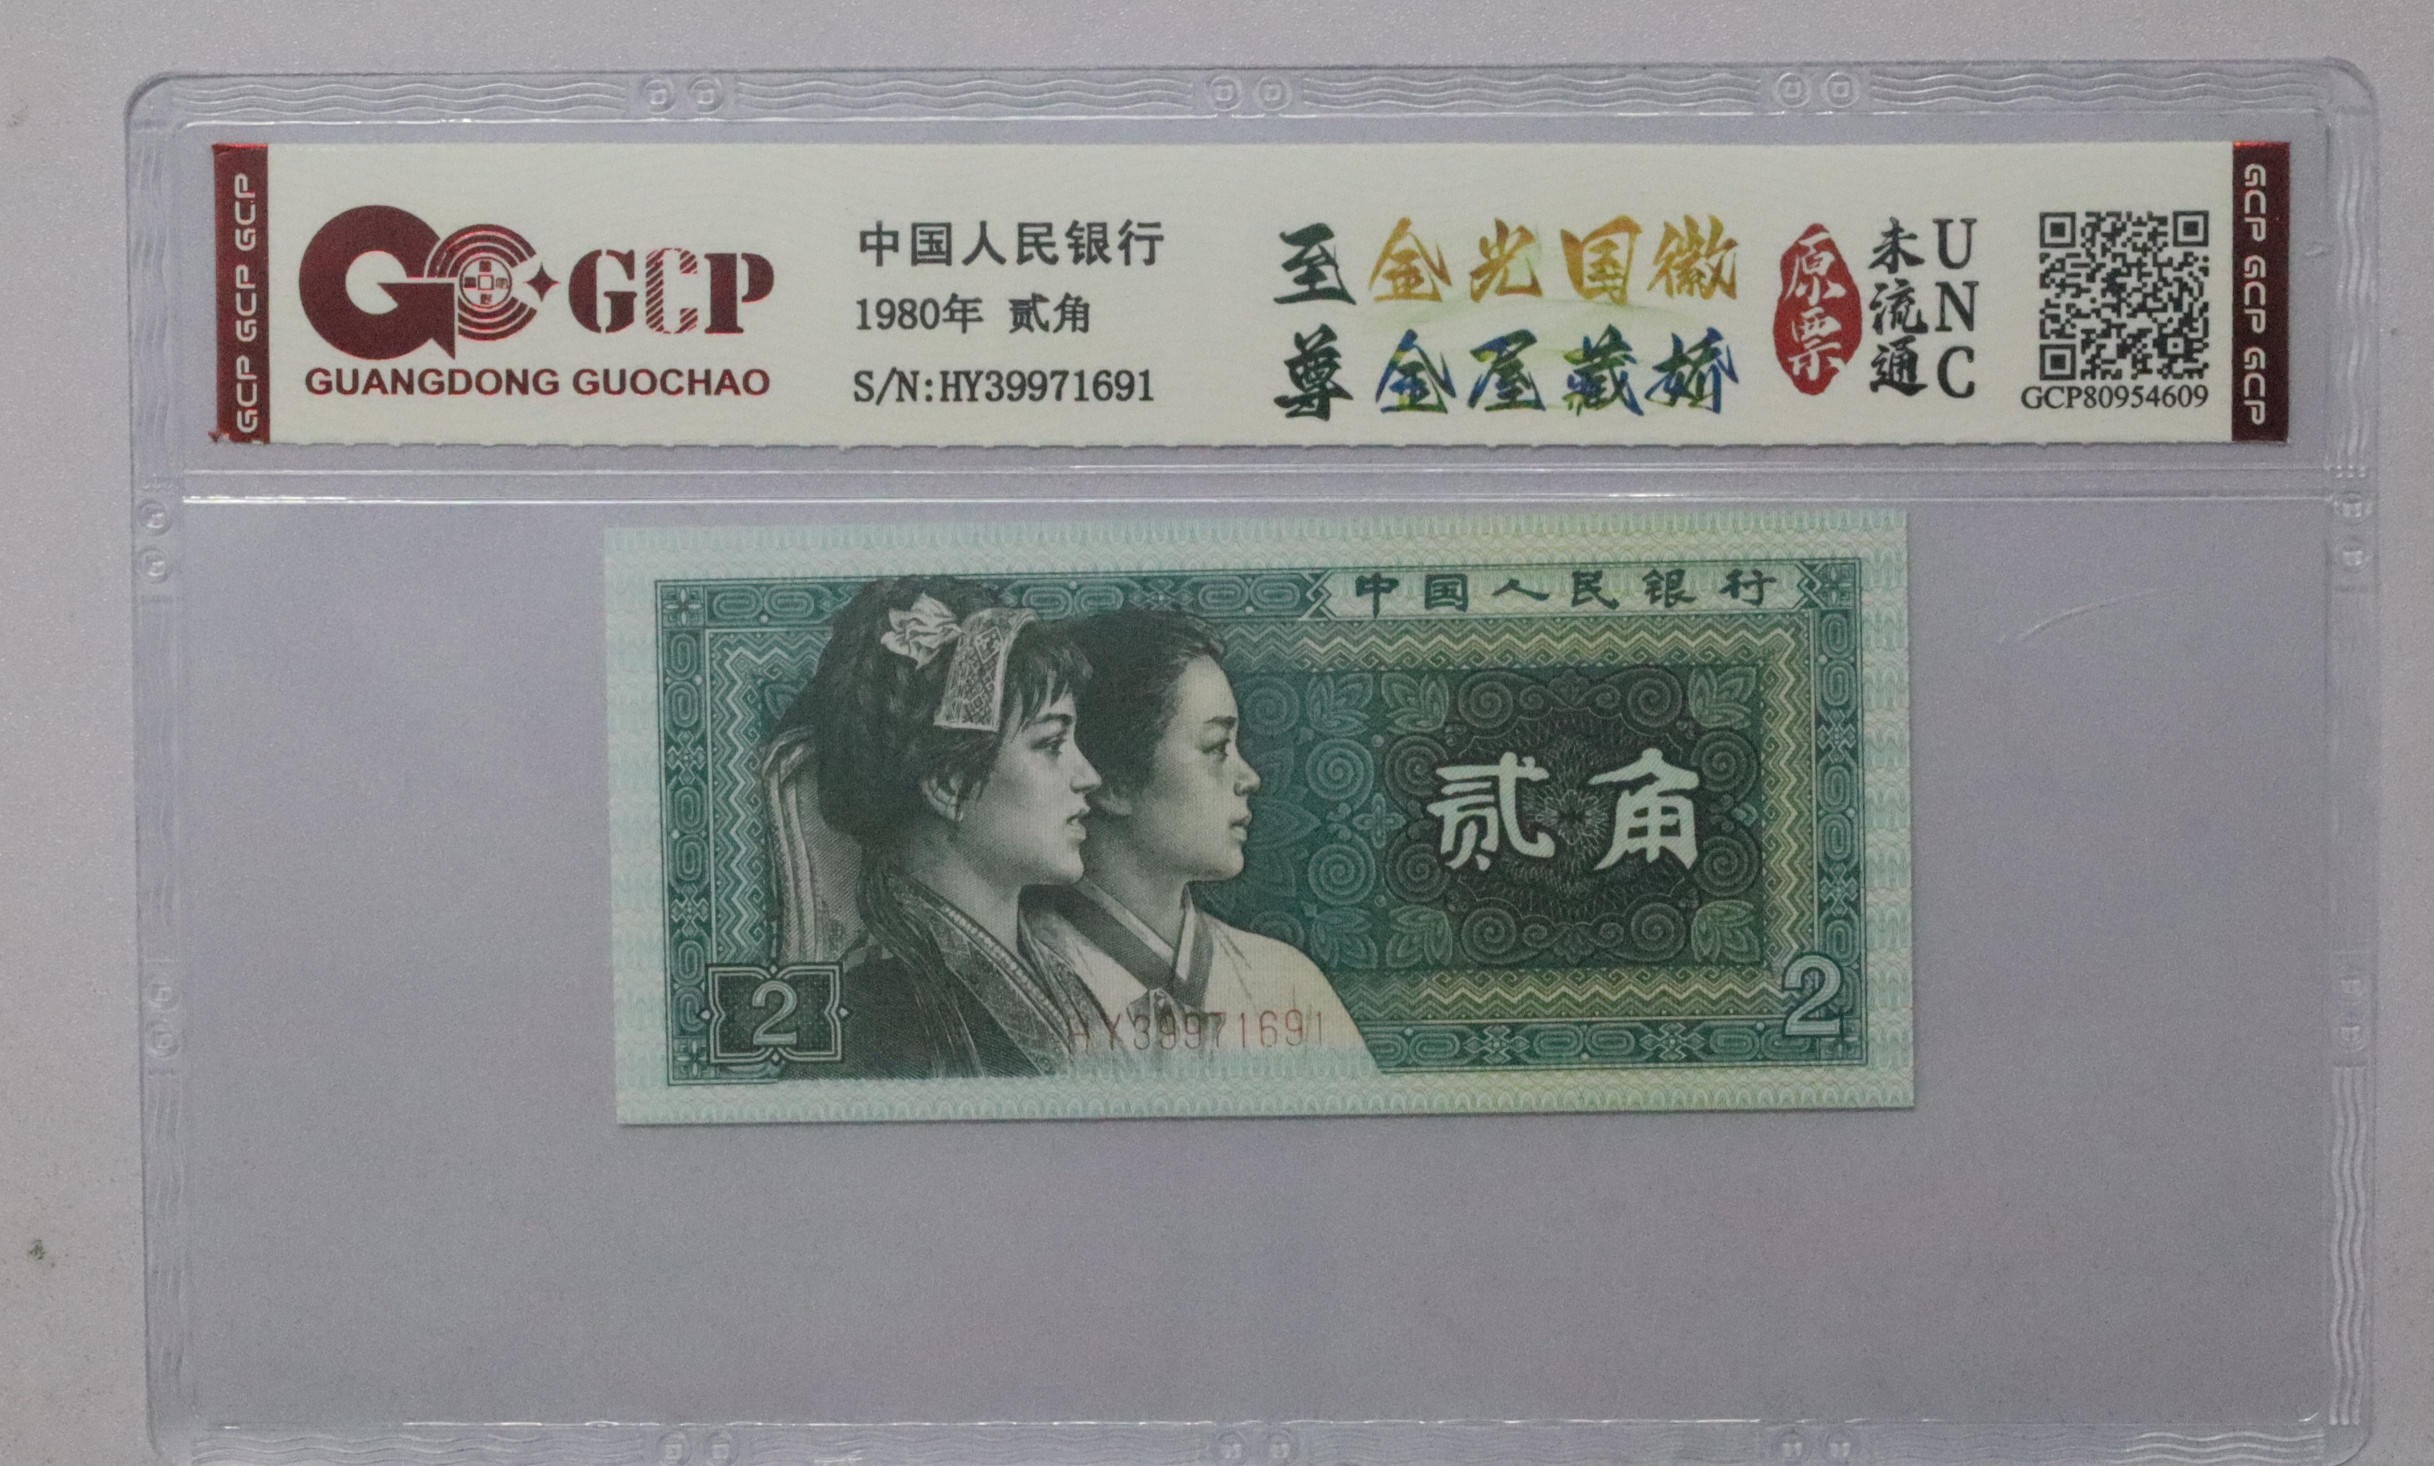 GCP GCP GCP
GCP
GUANGDONG GUOCHAO
中国人民银行
1980年 贰角
S/N:HY39971691
至尊
金光国徽
金屋藏娇
原票
未流通
UNC
GCP80954609
GCP GCP GCP
中国人民银行
贰角
2
HY39971691
2